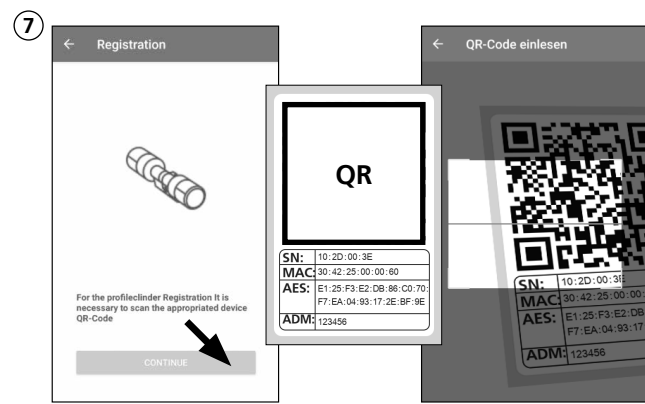 7
Registration
For the profileclinder Registration It is
necessary to scan the appropriated device
QR-Code
CONTINUE
QR
SN: 10:2D:00:3E
MAC: 30:42:25:00:00:60
AES: E1:25:F3:E2:DB:86:C0:70:
F7:EA:04:93:17:2E:BF:9E
ADM: 123456
QR-Code einlesen
SN: 10:2D:00:3E
MAC: 30:42:25:00:00:
AES: E1:25:F3:E2:DB
F7:EA:04:93:17
ADM: 123456